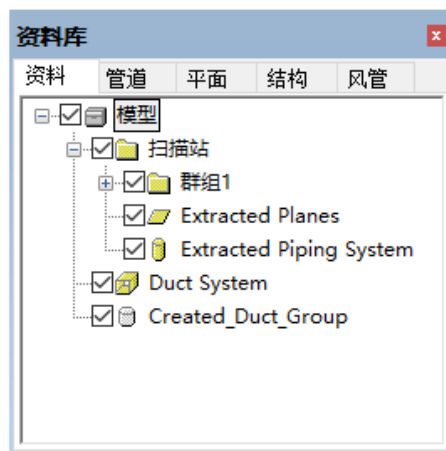 资料库
资料 管道 平面 结构 风管
模型
扫描站
群组1
Extracted Planes
Extracted Piping System
Duct System
Created_Duct_Group